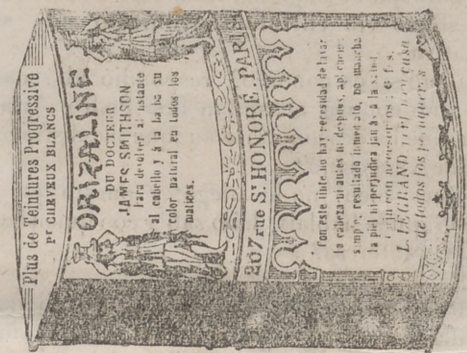 Plus de Teintures Progressive
Pr CHEVEUX BLANCS
ORIZALINE
DU DOCTEUR
JAMES SMITHSON
Para devolver al instante
al cabello y á la barba su
color natural en todos los
matices.
207 rue St HONORÉ, PARI
Con este tinte no hay necesidad de lavar
la cabeza ni antes ni despues, aplicacion
simple, resultado inmediato, no mancha
la piel ni perjudica jamás á la salud
L. LEGRAND
de todos los